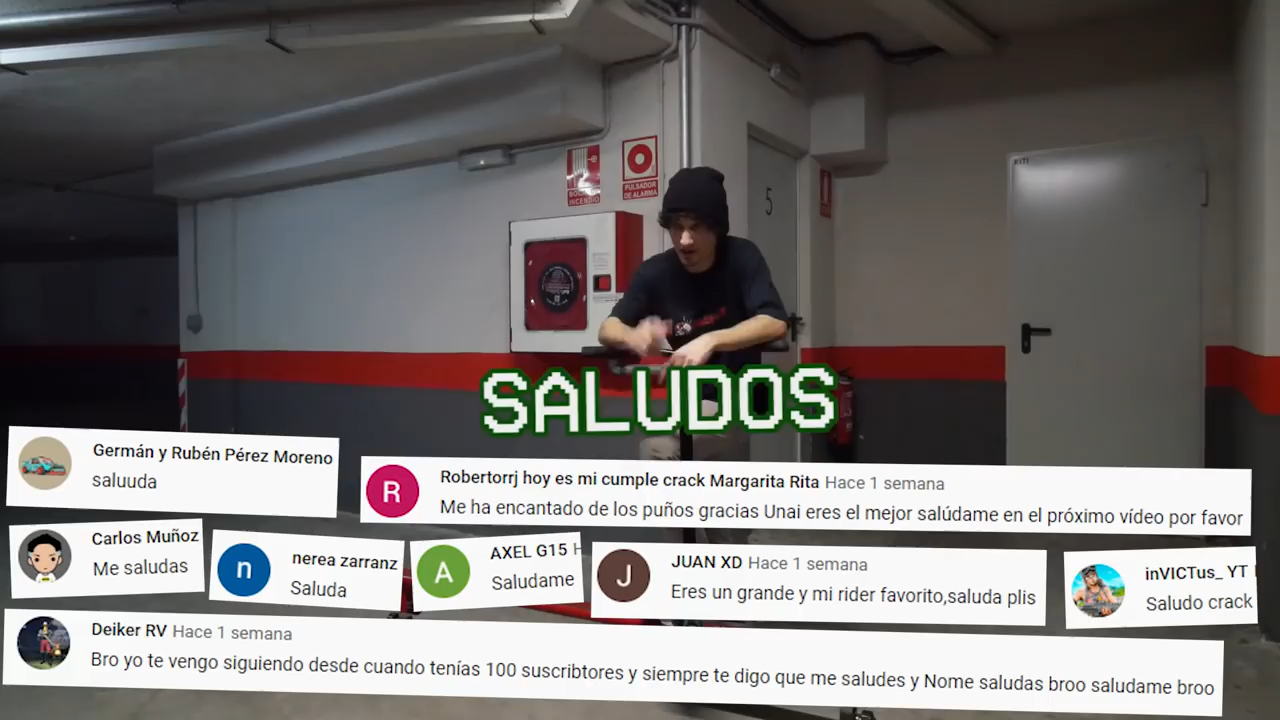 PULSADOR
DE ALARMA
INCENDIO
5
SALUDOS
Germán y Rubén Pérez Moreno
saluuda
Robertorrj hoy es mi cumple crack Margarita Rita Hace 1 semana
Me ha encantado de los puños gracias Unai eres el mejor salúdame en el próximo vídeo por favor
Carlos Muñoz
Me saludas
nerea zarranz
Saluda
AXEL G15 H
Saludame
JUAN XD Hace 1 semana
Eres un grande y mi rider favorito,saluda plis
inVICTus_ YT
Saludo crack
Deiker RV Hace 1 semana
Bro yo te vengo siguiendo desde cuando tenías 100 suscribtores y siempre te digo que me saludes y Nome saludas broo saludame broo
R
n
A
J